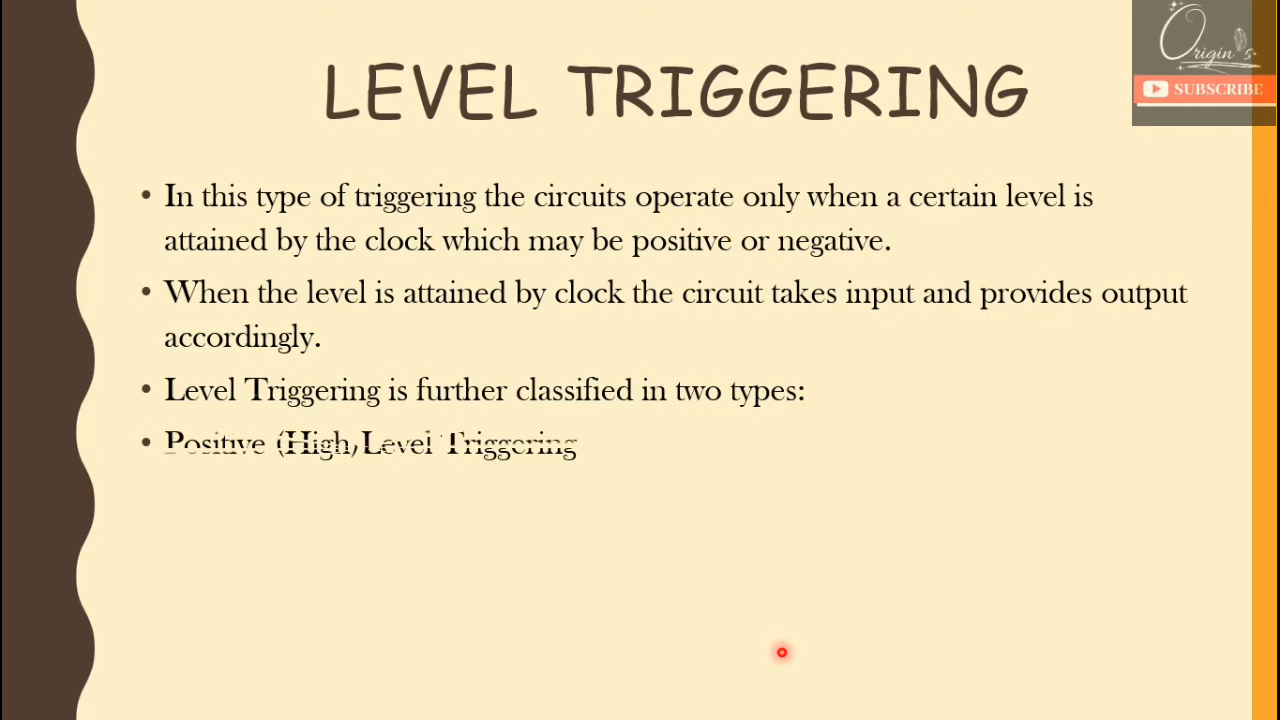 LEVEL TRIGGERING
Origin's
SUBSCRIBE
• In this type of triggering the circuits operate only when a certain level is
attained by the clock which may be positive or negative.
• When the level is attained by clock the circuit takes input and provides output
accordingly.
• Level Triggering is further classified in two types:
• Positive (High)Level Triggering